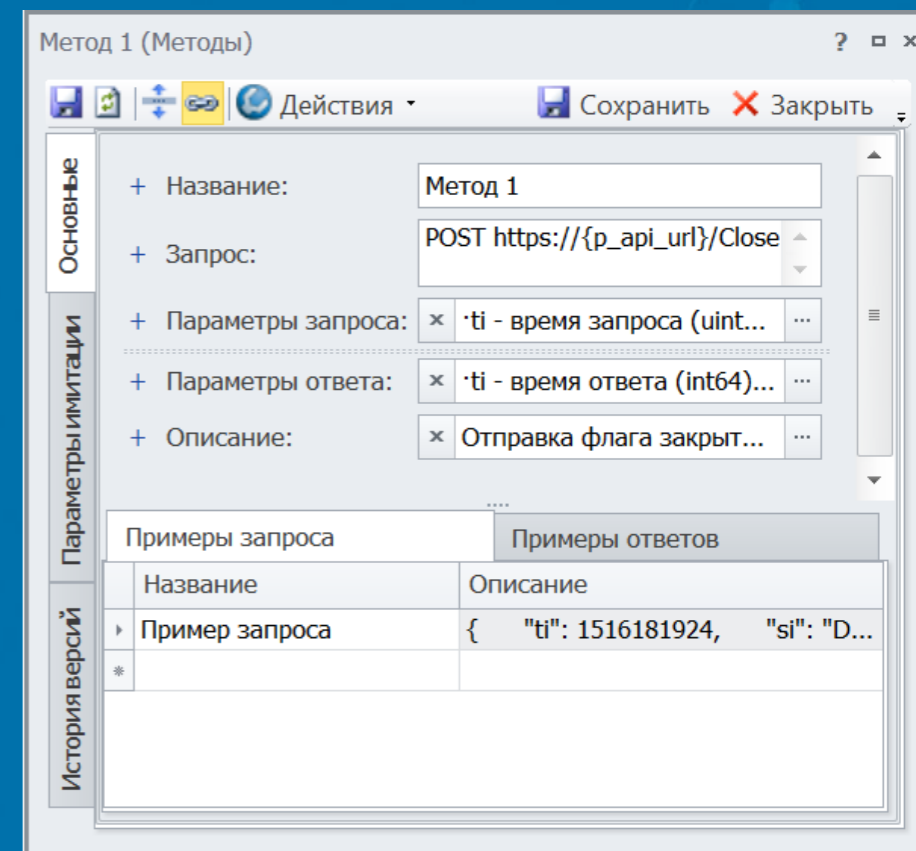 Метод 1 (Методы)
Действия Сохранить Закрыть
Основные
Параметры имитации
История версий
+ Название: Метод 1
+ Запрос: POST https://{p_api_url}/Close
+ Параметры запроса: ·ti - время запроса (uint...
+ Параметры ответа: ·ti - время ответа (int64)...
+ Описание: Отправка флага закрыт...
Примеры запроса Примеры ответов
Название Описание
Пример запроса { "ti": 1516181924, "si": "D...